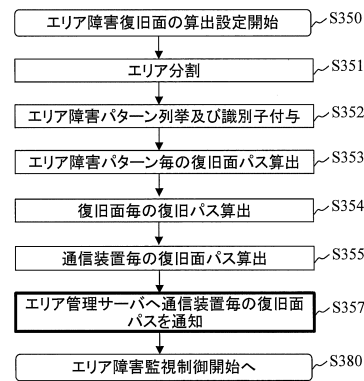 エリア障害復旧面の算出設定開始
S350
エリア分割
S351
エリア障害パターン列挙及び識別子付与
S352
エリア障害パターン毎の復旧面パス算出
S353
復旧面毎の復旧パス算出
S354
通信装置毎の復旧面パス算出
S355
エリア管理サーバへ通信装置毎の復旧面
パスを通知
S357
エリア障害監視制御開始へ
S380